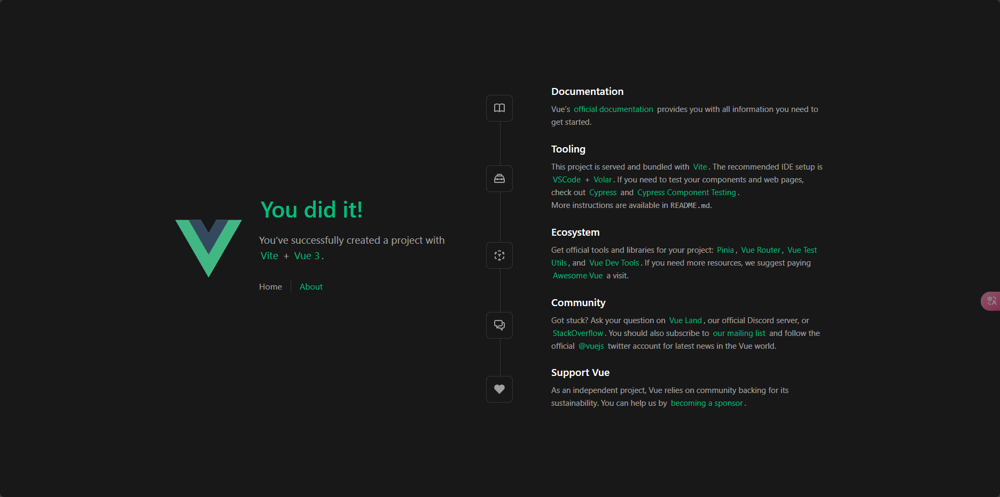 You did it!
You’ve successfully created a project with
Vite + Vue 3.
Home
About
Documentation
Vue’s official documentation provides you with all information you need to
get started.
Tooling
This project is served and bundled with Vite. The recommended IDE setup is
VSCode + Volar. If you need to test your components and web pages,
check out Cypress and Cypress Component Testing.
More instructions are available in README.md.
Ecosystem
Get official tools and libraries for your project: Pinia, Vue Router, Vue Test
Utils, and Vue Dev Tools. If you need more resources, we suggest paying
Awesome Vue a visit.
Community
Got stuck? Ask your question on Vue Land, our official Discord server, or
StackOverflow. You should also subscribe to our mailing list and follow the
official @vuejs twitter account for latest news in the Vue world.
Support Vue
As an independent project, Vue relies on community backing for its
sustainability. You can help us by becoming a sponsor.
中A